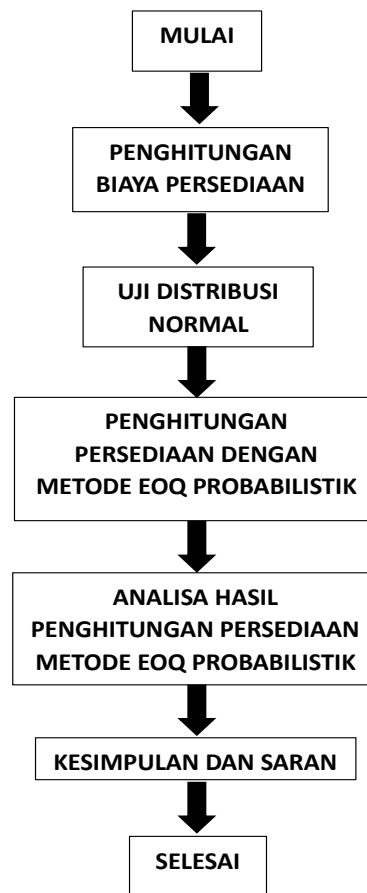 MULAI
PENGHITUNGAN
BIAYA PERSEDIAAN
UJI DISTRIBUSI
NORMAL
PENGHITUNGAN
PERSEDIAAN DENGAN
METODE EOQ PROBABILISTIK
ANALISA HASIL
PENGHITUNGAN PERSEDIAAN
METODE EOQ PROBABILISTIK
KESIMPULAN DAN SARAN
SELESAI